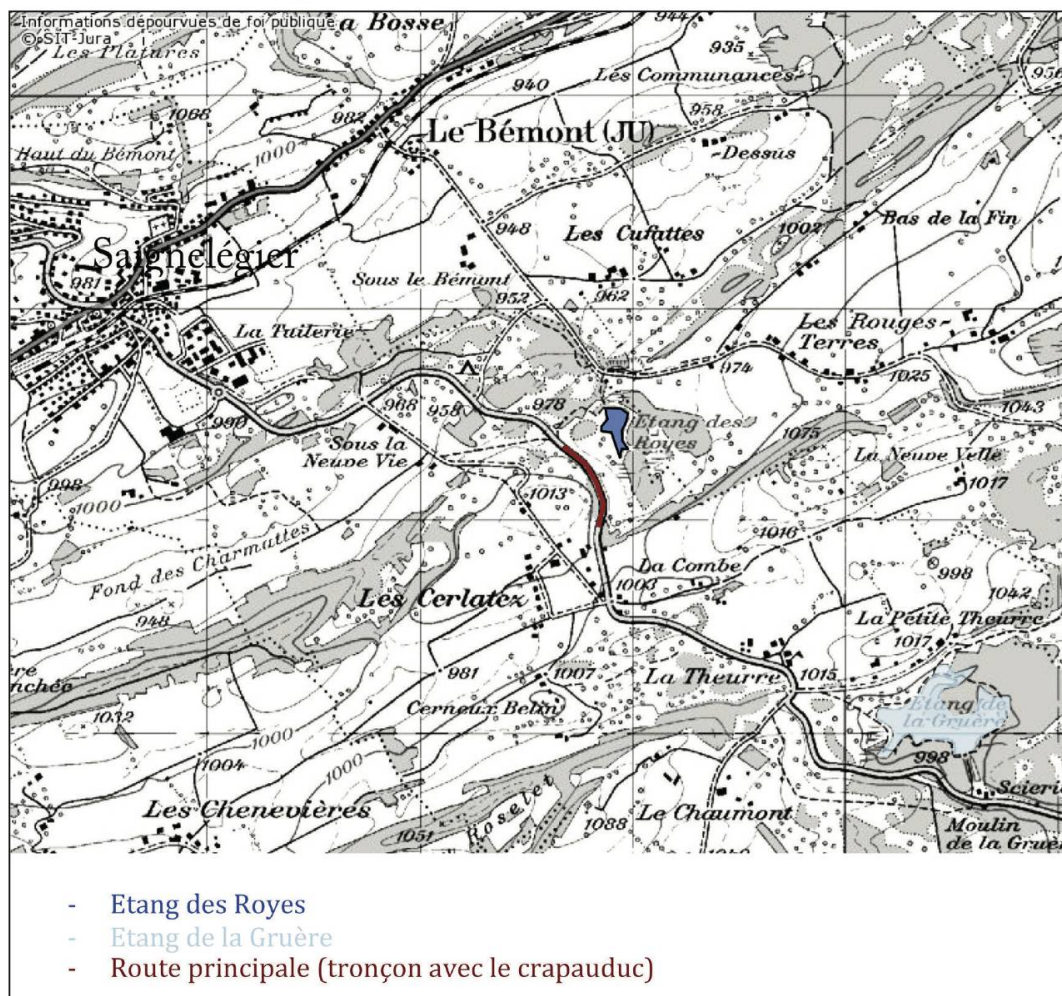 Informations dépourvues de foi publique
© SIT-Jura
La Bosse
944
935
Les Platures
Les Communances
940
1068
982
958
Le Bémont (JU)
Haut du Bémont
1000
Dessus
948
Bas de la Fin
Les Cufattes
1002
Saignelégier
981
Sous le Bémont
952
962
La Tuilerie
Les Rouges-
Terres
974
1025
968
958
978
990
Etang des
Royes
1043
Sous la
Neuve Vie
1075
La Neuve Velle
998
1000
1013
1017
1016
Fond des Charmattes
La Combe
998
Les Cerlatez
1003
1042
948
La Petite Theurre
1017
981
1007
La Theurre
1015
Cerneux Belin
Etang de
la Gruère
1032
1000
998
1004
1000
Les Chenevières
Le Chaumont
Scierie
1051
Roselet
1088
Moulin
de la Gruère
- Etang des Royes
- Etang de la Gruère
- Route principale (tronçon avec le crapauduc)